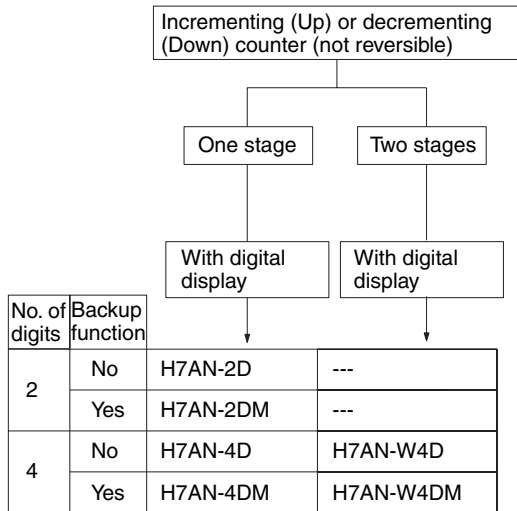 Incrementing (Up) or decrementing
(Down) counter (not reversible)
One stage
Two stages
With digital
display
With digital
display
No. of
digits
Backup
function
2
No
H7AN-2D
---
Yes
H7AN-2DM
---
4
No
H7AN-4D
H7AN-W4D
Yes
H7AN-4DM
H7AN-W4DM